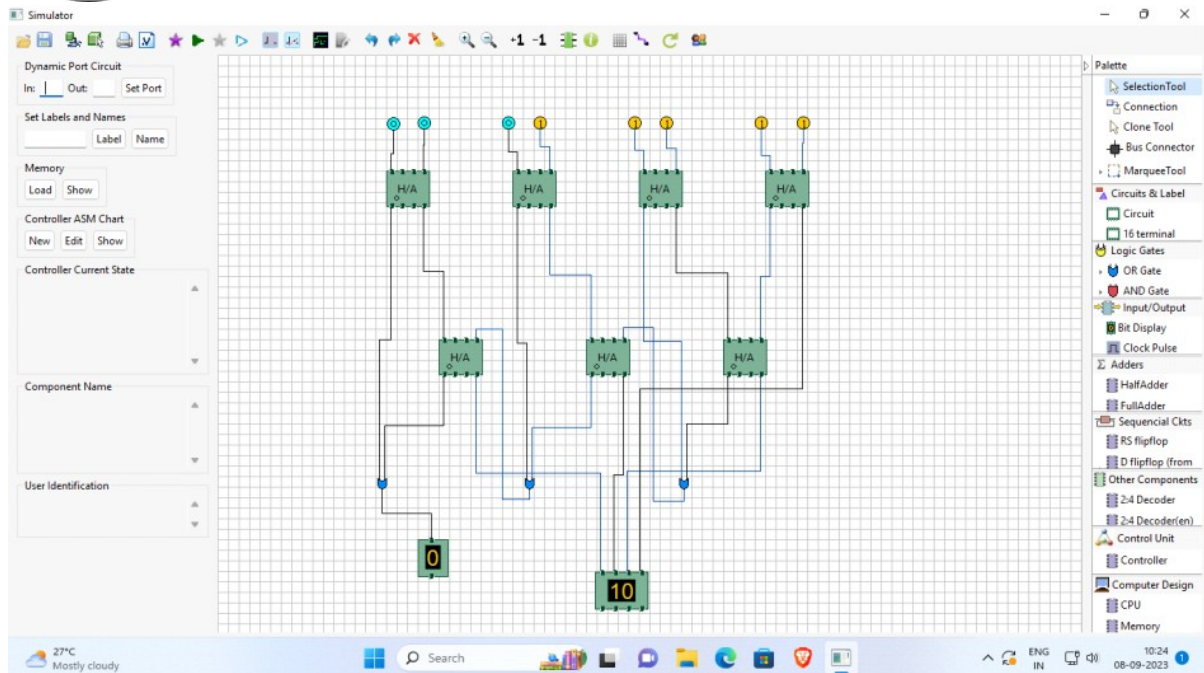 Simulator
+1 -1
Dynamic Port Circuit
In: Out: Set Port
Set Labels and Names
Label Name
Memory
Load Show
Controller ASM Chart
New Edit Show
Controller Current State
Component Name
User Identification
1 1 1 1 1
H/A H/A H/A H/A
H/A H/A H/A
0
10
Palette
SelectionTool
Connection
Clone Tool
Bus Connector
MarqueeTool
Circuits & Label
Circuit
16 terminal
Logic Gates
OR Gate
AND Gate
Input/Output
Bit Display
Clock Pulse
Σ Adders
HalfAdder
FullAdder
Sequencial Ckts
RS flipflop
D flipflop (from
Other Components
2:4 Decoder
2:4 Decoder(en)
Control Unit
Controller
Computer Design
CPU
Memory
27°C
Mostly cloudy
Search
ENG
IN
10:24
08-09-2023
1